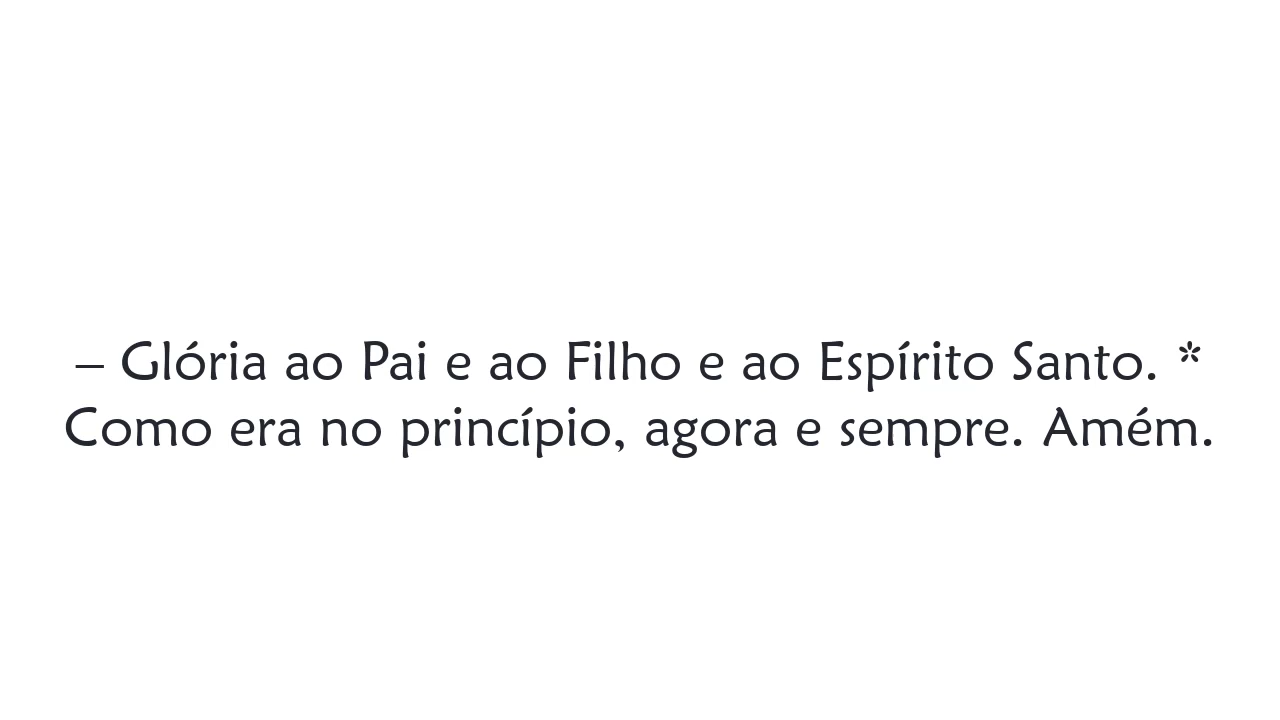 – Glória ao Pai e ao Filho e ao Espírito Santo. *
Como era no princípio, agora e sempre. Amém.